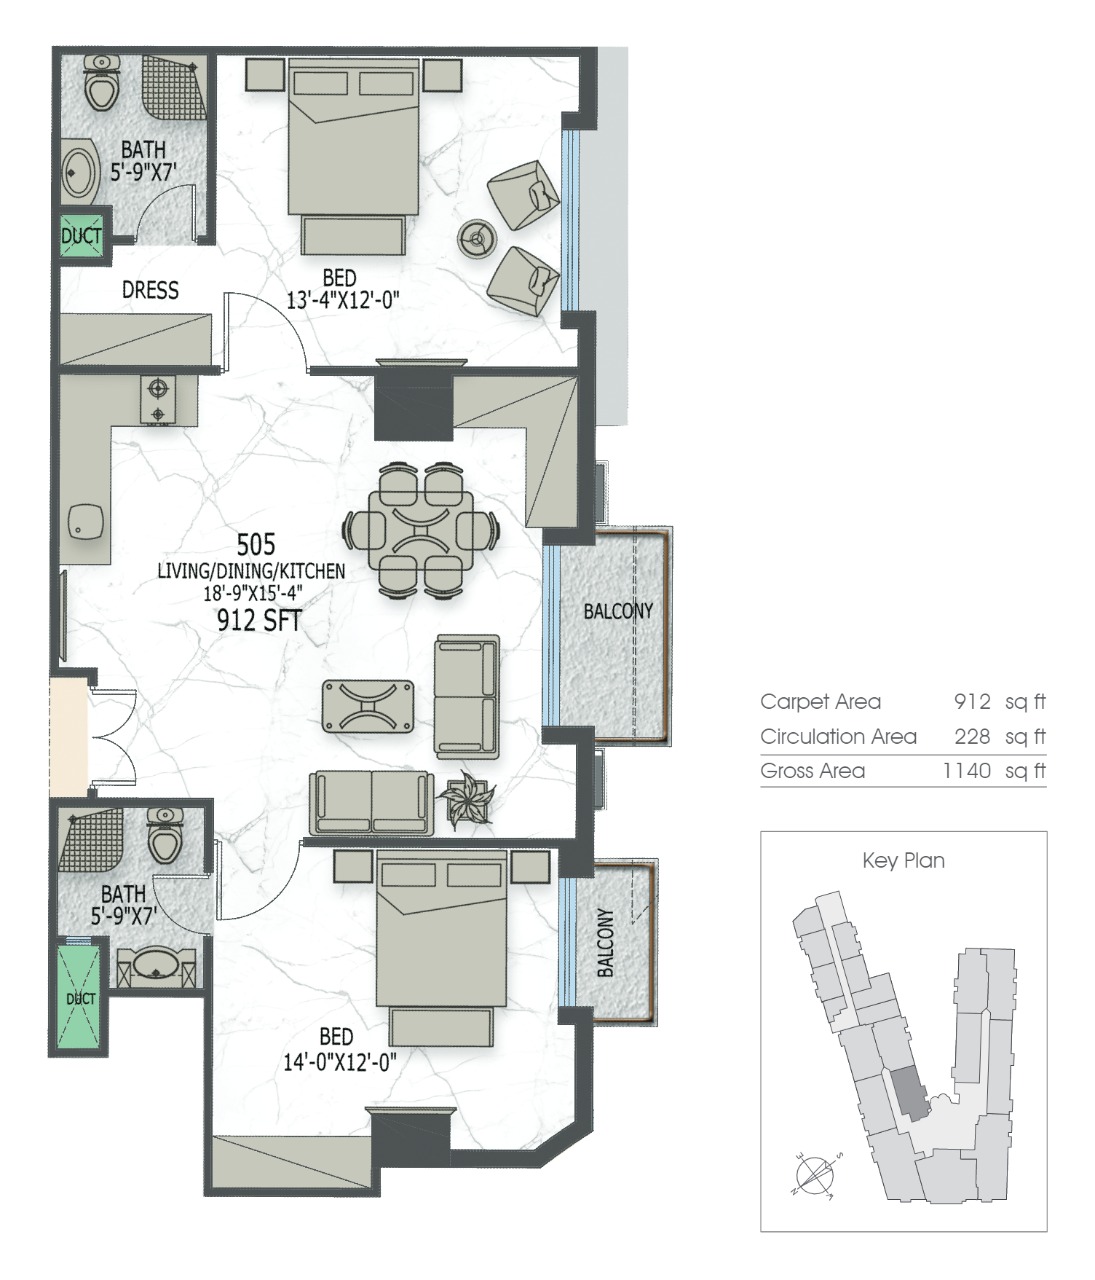 BATH
5'-9"X7'
DUCT
DRESS
BED
13'-4"X12'-0"
505
LIVING/DINING/KITCHEN
18'-9"X15'-4"
912 SFT
BALCONY
BATH
5'-9"X7'
DUCT
BALCONY
BED
14'-0"X12'-0"
Carpet Area 912 sq ft
Circulation Area 228 sq ft
Gross Area 1140 sq ft
Key Plan
E
S
N